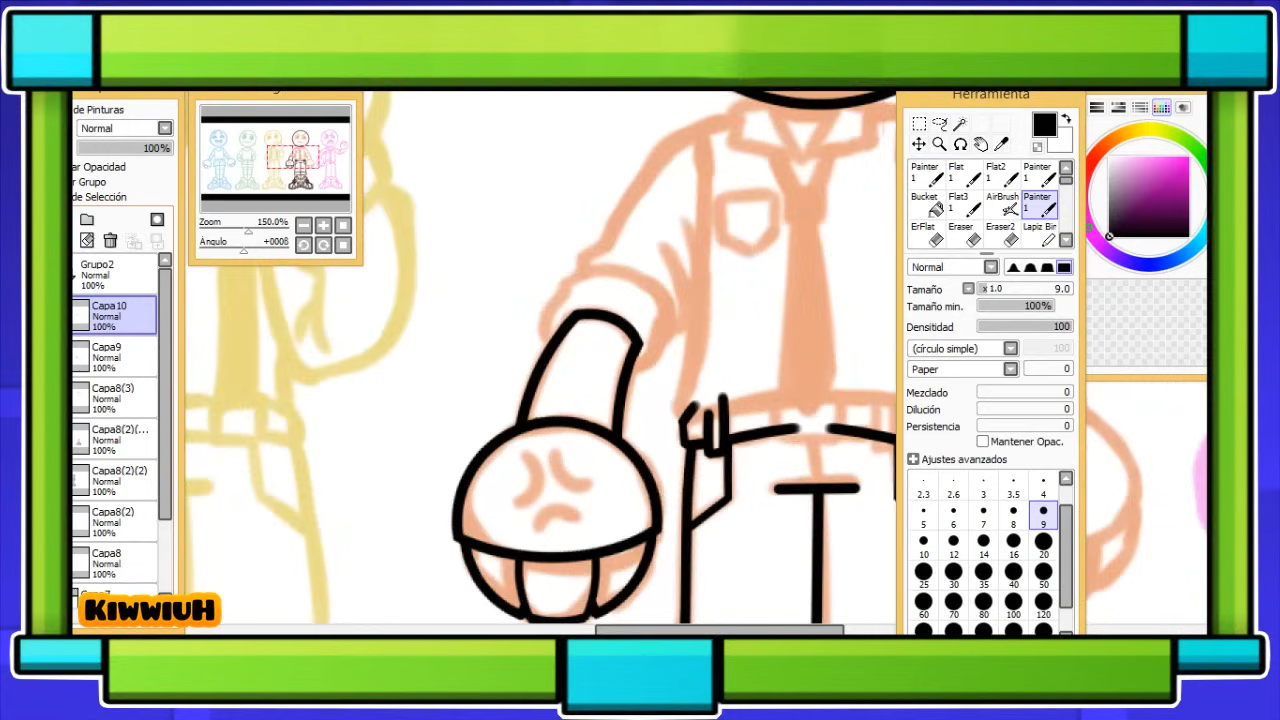 de Pinturas
Normal
100%
ar Opacidad
ar Grupo
de Selección
Grupo2
Normal
100%
Capa10
Normal
100%
Capa9
Normal
100%
Capa8(3)
Normal
100%
Capa8(2)(...
Normal
100%
Capa8(2)(2)
Normal
100%
Capa8(2)
Normal
100%
Capa8
Normal
100%
KIWWIUH
Zoom 150.0%
Ángulo +0008
Herramienta
Painter Flat Flat2 Painter
1 1 1 1
Bucket Flat3 AirBrush Painter
1 1
ErFlat Eraser Eraser2 Lapiz Bir
Normal
Tamaño x 1.0 9.0
Tamaño min. 100%
Densitidad 100
(círculo simple) 100
Paper 0
Mezclado 0
Dilución 0
Persistencia 0
Mantener Opac.
Ajustes avanzados
2.3 2.6 3 3.5 4
5 6 7 8 9
10 12 14 16 20
25 30 35 40 50
60 70 80 100 120